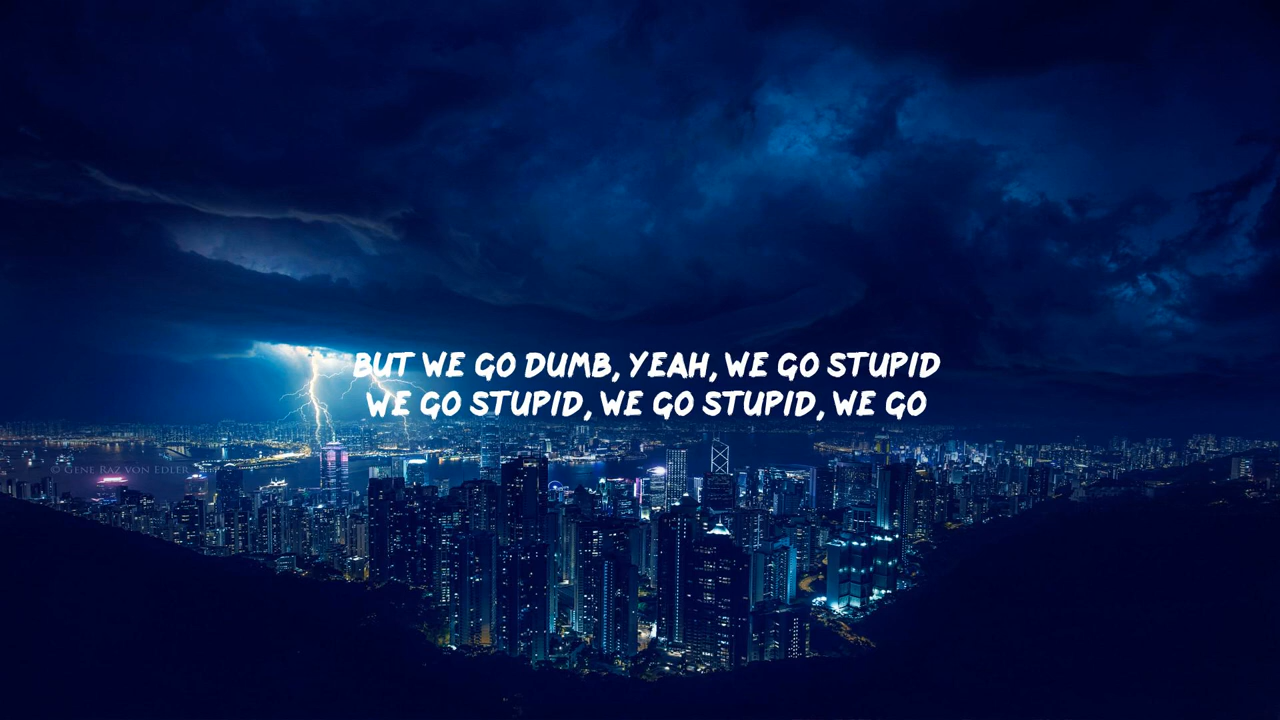 BUT WE GO DUMB, YEAH, WE GO STUPID
WE GO STUPID, WE GO STUPID, WE GO
© GENE RAZ VON EDLER